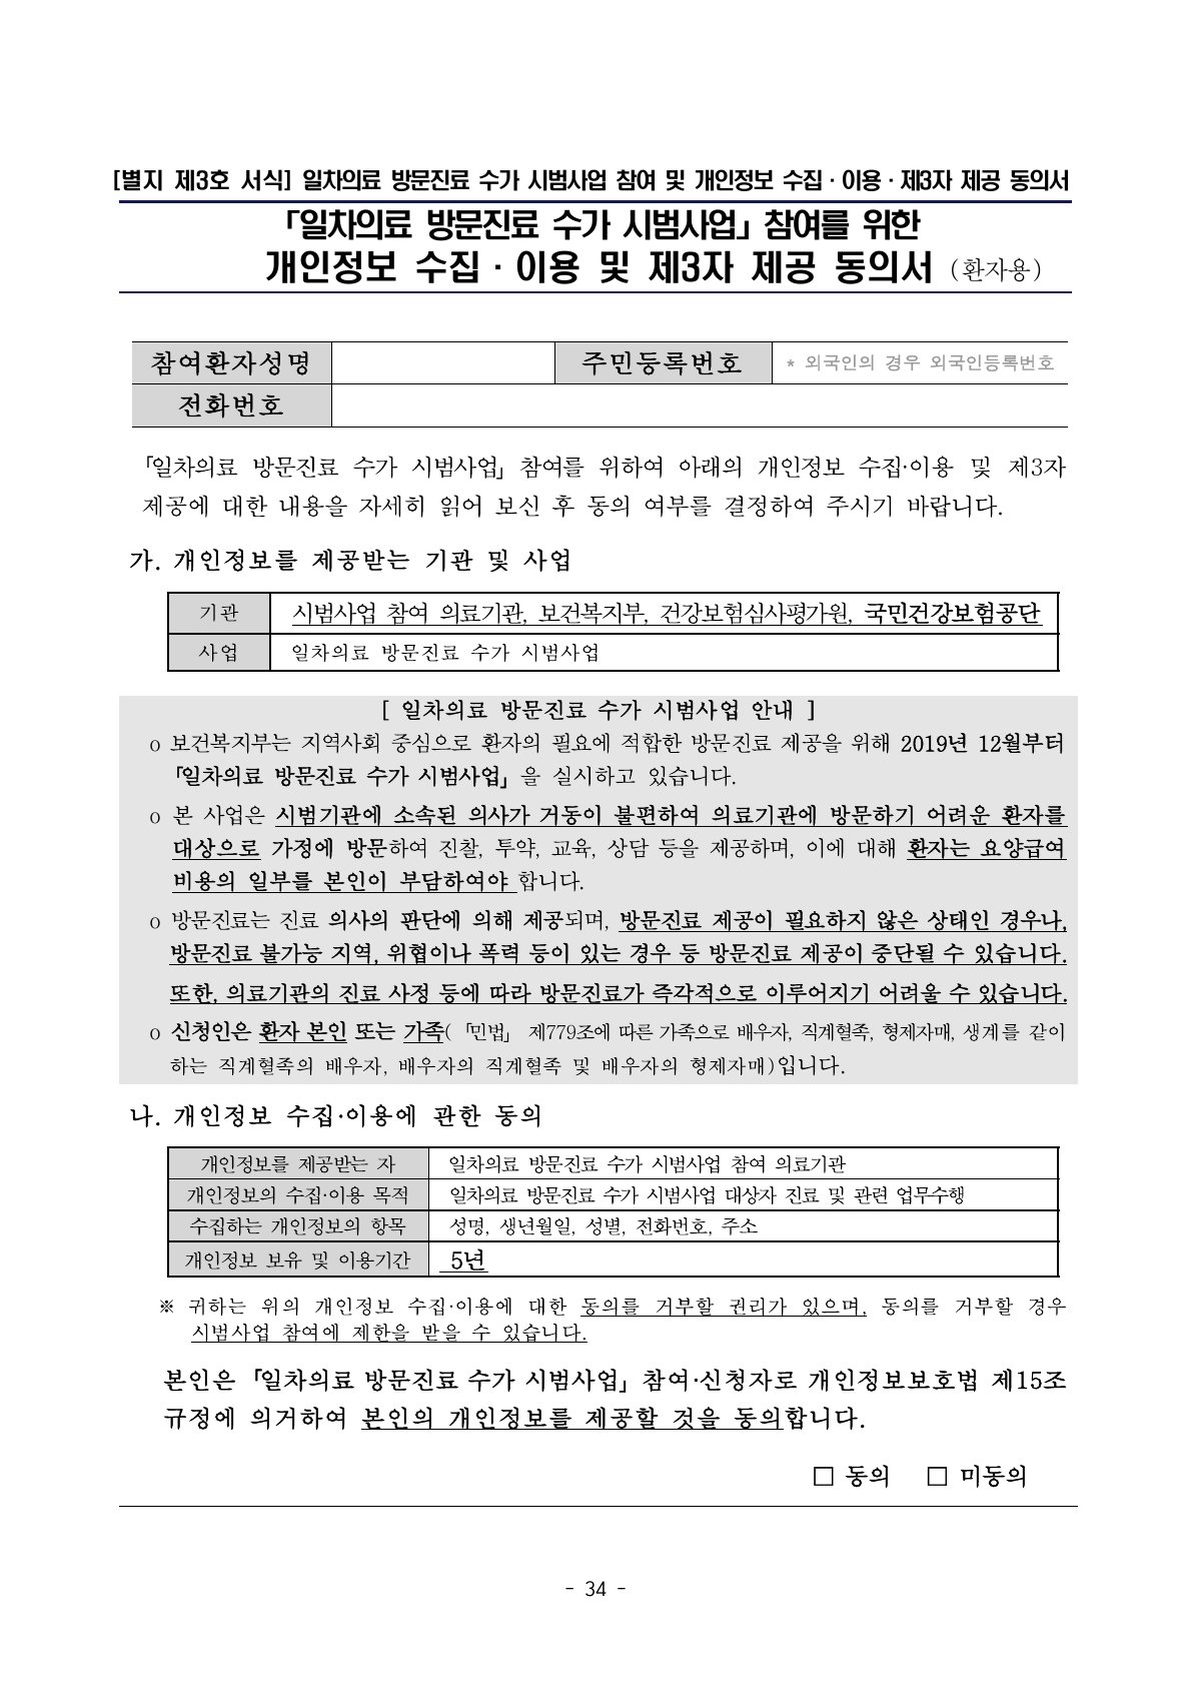 [별지 제3호 서식] 일차의료 방문진료 수가 시범사업 참여 및 개인정보 수집·이용·제3자 제공 동의서
「일차의료 방문진료 수가 시범사업」 참여를 위한
개인정보 수집·이용 및 제3자 제공 동의서 (환자용)
참여환자성명 주민등록번호 * 외국인의 경우 외국인등록번호
전화번호
「일차의료 방문진료 수가 시범사업」 참여를 위하여 아래의 개인정보 수집·이용 및 제3자
제공에 대한 내용을 자세히 읽어 보신 후 동의 여부를 결정하여 주시기 바랍니다.
가. 개인정보를 제공받는 기관 및 사업
기관 시범사업 참여 의료기관, 보건복지부, 건강보험심사평가원, 국민건강보험공단
사업 일차의료 방문진료 수가 시범사업
[ 일차의료 방문진료 수가 시범사업 안내 ]
o 보건복지부는 지역사회 중심으로 환자의 필요에 적합한 방문진료 제공을 위해 2019년 12월부터
「일차의료 방문진료 수가 시범사업」을 실시하고 있습니다.
o 본 사업은 시범기관에 소속된 의사가 거동이 불편하여 의료기관에 방문하기 어려운 환자를
대상으로 가정에 방문하여 진찰, 투약, 교육, 상담 등을 제공하며, 이에 대해 환자는 요양급여
비용의 일부를 본인이 부담하여야 합니다.
o 방문진료는 진료 의사의 판단에 의해 제공되며, 방문진료 제공이 필요하지 않은 상태인 경우나,
방문진료 불가능 지역, 위협이나 폭력 등이 있는 경우 등 방문진료 제공이 중단될 수 있습니다.
또한, 의료기관의 진료 사정 등에 따라 방문진료가 즉각적으로 이루어지기 어려울 수 있습니다.
o 신청인은 환자 본인 또는 가족(「민법」 제779조에 따른 가족으로 배우자, 직계혈족, 형제자매, 생계를 같이
하는 직계혈족의 배우자, 배우자의 직계혈족 및 배우자의 형제자매)입니다.
나. 개인정보 수집·이용에 관한 동의
개인정보를 제공받는 자 일차의료 방문진료 수가 시범사업 참여 의료기관
개인정보의 수집·이용 목적 일차의료 방문진료 수가 시범사업 대상자 진료 및 관련 업무수행
수집하는 개인정보의 항목 성명, 생년월일, 성별, 전화번호, 주소
개인정보 보유 및 이용기간 5년
※ 귀하는 위의 개인정보 수집·이용에 대한 동의를 거부할 권리가 있으며, 동의를 거부할 경우
시범사업 참여에 제한을 받을 수 있습니다.
본인은 「일차의료 방문진료 수가 시범사업」 참여·신청자로 개인정보보호법 제15조
규정에 의거하여 본인의 개인정보를 제공할 것을 동의합니다.
□ 동의 □ 미동의
- 34 -